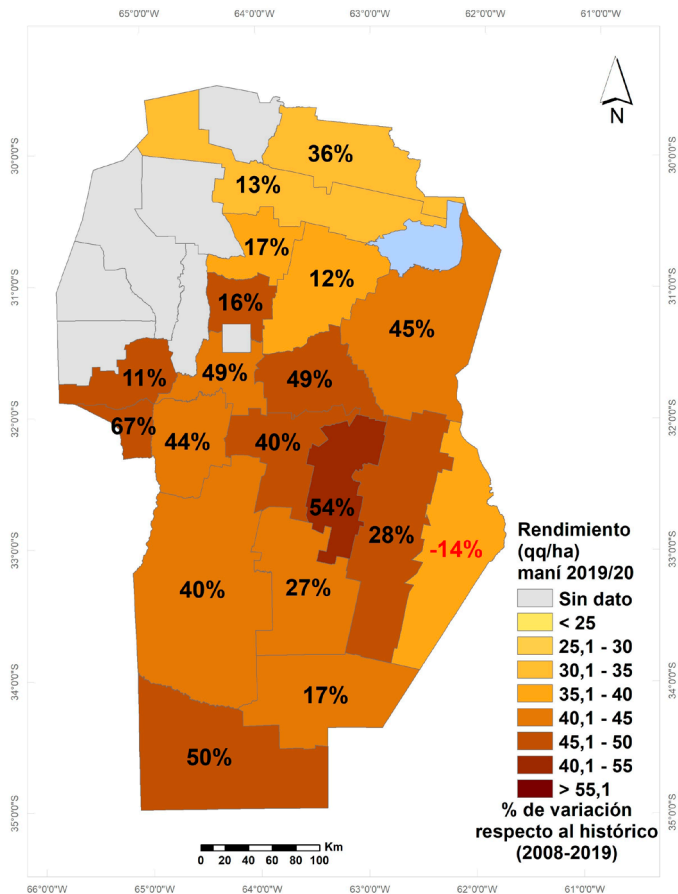 65°0'0"W 64°0'0"W 63°0'0"W 62°0'0"W 61°0'0"W
N
30°0'0"S 30°0'0"S
31°0'0"S 31°0'0"S
32°0'0"S 32°0'0"S
33°0'0"S 33°0'0"S
34°0'0"S 34°0'0"S
35°0'0"S 35°0'0"S
36%
13%
17%
12%
16%
45%
11%
49%
49%
67%
44%
40%
54%
28%
-14%
40%
27%
17%
50%
Rendimiento
(qq/ha)
maní 2019/20
Sin dato
< 25
25,1 - 30
30,1 - 35
35,1 - 40
40,1 - 45
45,1 - 50
40,1 - 55
> 55,1
% de variación
respecto al histórico
(2008-2019)
Km
0 10 20 40 60 80 100
66°0'0"W 65°0'0"W 64°0'0"W 63°0'0"W 62°0'0"W 61°0'0"W